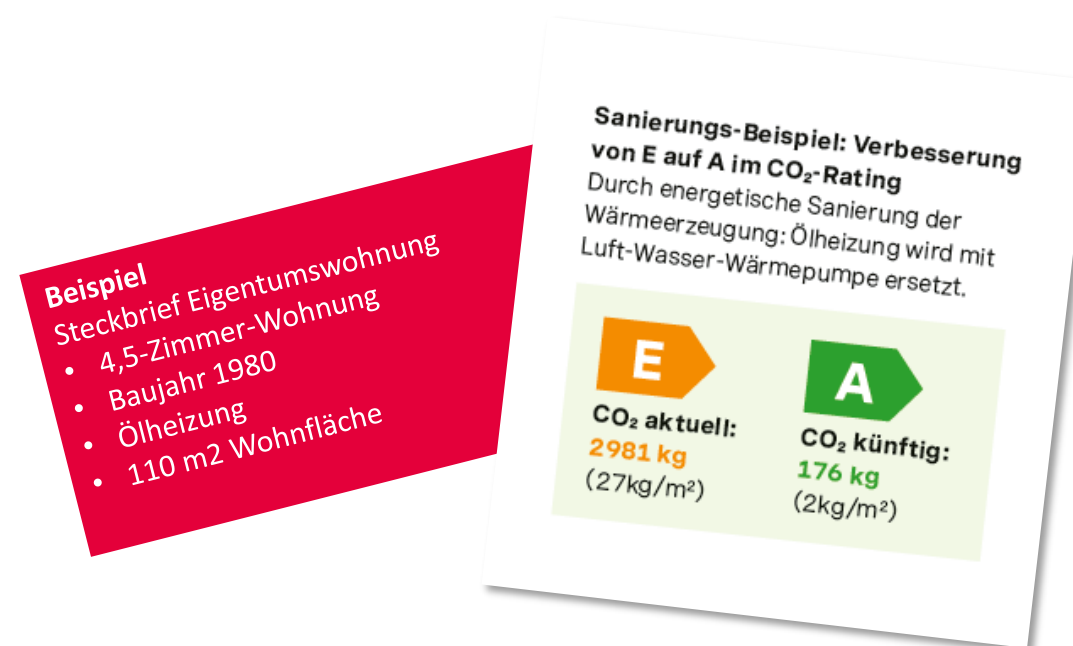 Beispiel
Steckbrief Eigentumswohnung
• 4,5-Zimmer-Wohnung
• Baujahr 1980
• Ölheizung
• 110 m2 Wohnfläche
Sanierungs-Beispiel: Verbesserung
von E auf A im CO₂-Rating
Durch energetische Sanierung der
Wärmeerzeugung: Ölheizung wird mit
Luft-Wasser-Wärmepumpe ersetzt.
E
CO₂ aktuell:
2981 kg
(27kg/m²)
A
CO₂ künftig:
176 kg
(2kg/m²)